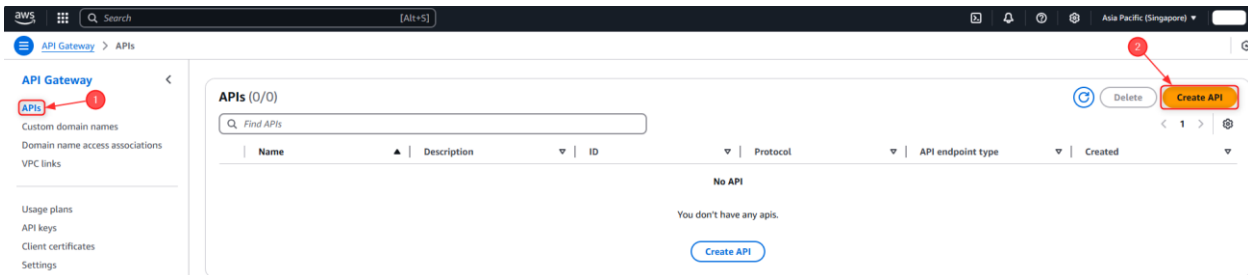 aws Search [Alt+S] Asia Pacific (Singapore)
API Gateway > APIs
2
API Gateway
APIs
1
Custom domain names
Domain name access associations
VPC links
Usage plans
API keys
Client certificates
Settings
APIs (0/0)
Delete Create API
Find APIs
< 1 >
Name Description ID Protocol API endpoint type Created
No API
You don't have any apis.
Create API